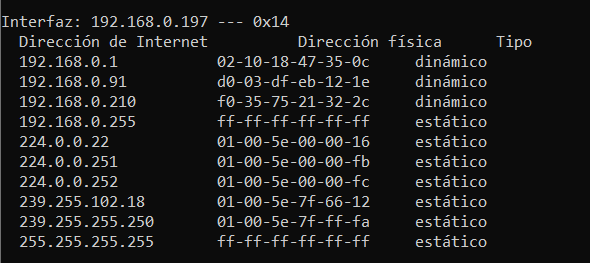 Interfaz: 192.168.0.197 --- 0x14
Dirección de Internet Dirección física Tipo
192.168.0.1 02-10-18-47-35-0c dinámico
192.168.0.91 d0-03-df-eb-12-1e dinámico
192.168.0.210 f0-35-75-21-32-2c dinámico
192.168.0.255 ff-ff-ff-ff-ff-ff estático
224.0.0.22 01-00-5e-00-00-16 estático
224.0.0.251 01-00-5e-00-00-fb estático
224.0.0.252 01-00-5e-00-00-fc estático
239.255.102.18 01-00-5e-7f-66-12 estático
239.255.255.250 01-00-5e-7f-ff-fa estático
255.255.255.255 ff-ff-ff-ff-ff-ff estático